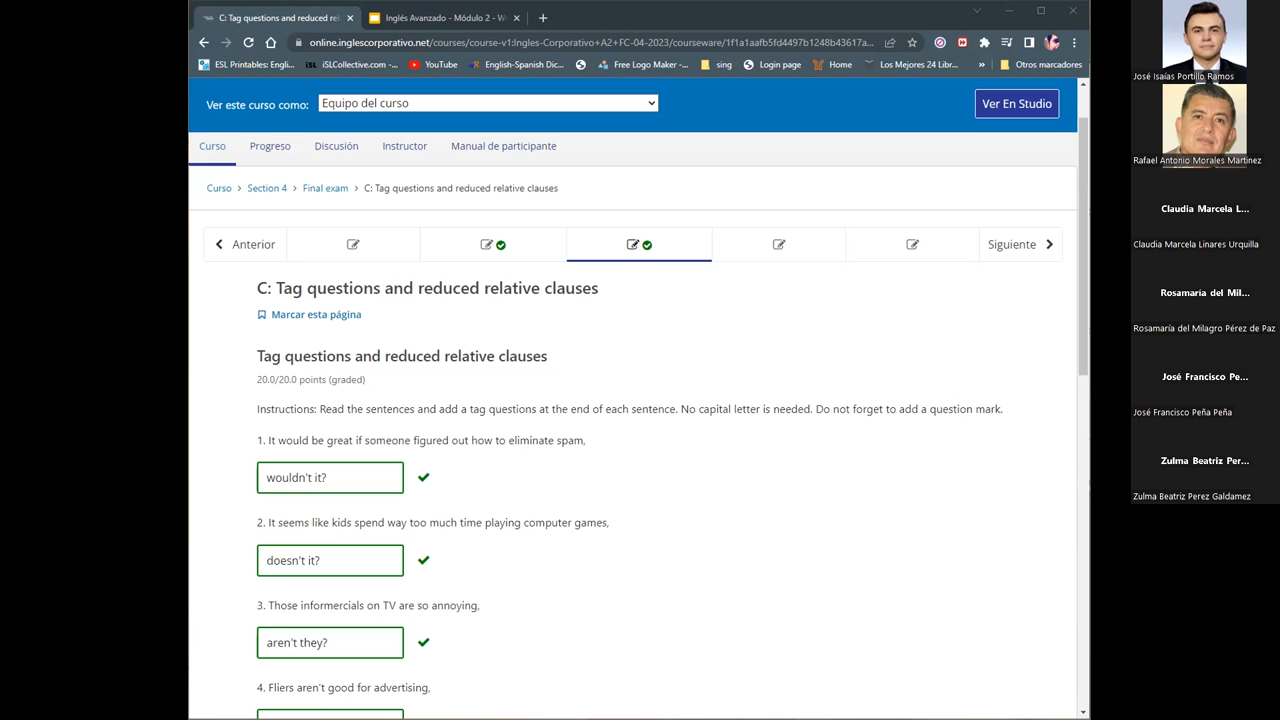 C: Tag questions and reduced rel
Inglés Avanzado - Módulo 2 - W
online.inglescorporativo.net/courses/course-v1:Ingles-Corporativo+A2+FC-04-2023/courseware/1f1a1aafb5fd4497b1248b43617a...
ESL Printables: Engli...
iSL
iSLCollective.com -...
YouTube
English-Spanish Dic...
Free Logo Maker -...
sing
Login page
Home
Los Mejores 24 Libr...
»
Otros marcadores
Ver este curso como:
Equipo del curso
Ver En Studio
Curso
Progreso
Discusión
Instructor
Manual de participante
Curso > Section 4 > Final exam > C: Tag questions and reduced relative clauses
Anterior
Siguiente
C: Tag questions and reduced relative clauses
Marcar esta página
Tag questions and reduced relative clauses
20.0/20.0 points (graded)
Instructions: Read the sentences and add a tag questions at the end of each sentence. No capital letter is needed. Do not forget to add a question mark.
1. It would be great if someone figured out how to eliminate spam,
wouldn't it?
2. It seems like kids spend way too much time playing computer games,
doesn't it?
3. Those informercials on TV are so annoying,
aren't they?
4. Fliers aren't good for advertising,
José Isaías Portillo Ramos
Rafael Antonio Morales Martinez
Claudia Marcela L...
Claudia Marcela Linares Urquilla
Rosamaría del Mil...
Rosamaría del Milagro Pérez de Paz
José Francisco Pe...
José Francisco Peña Peña
Zulma Beatriz Per...
Zulma Beatriz Perez Galdamez